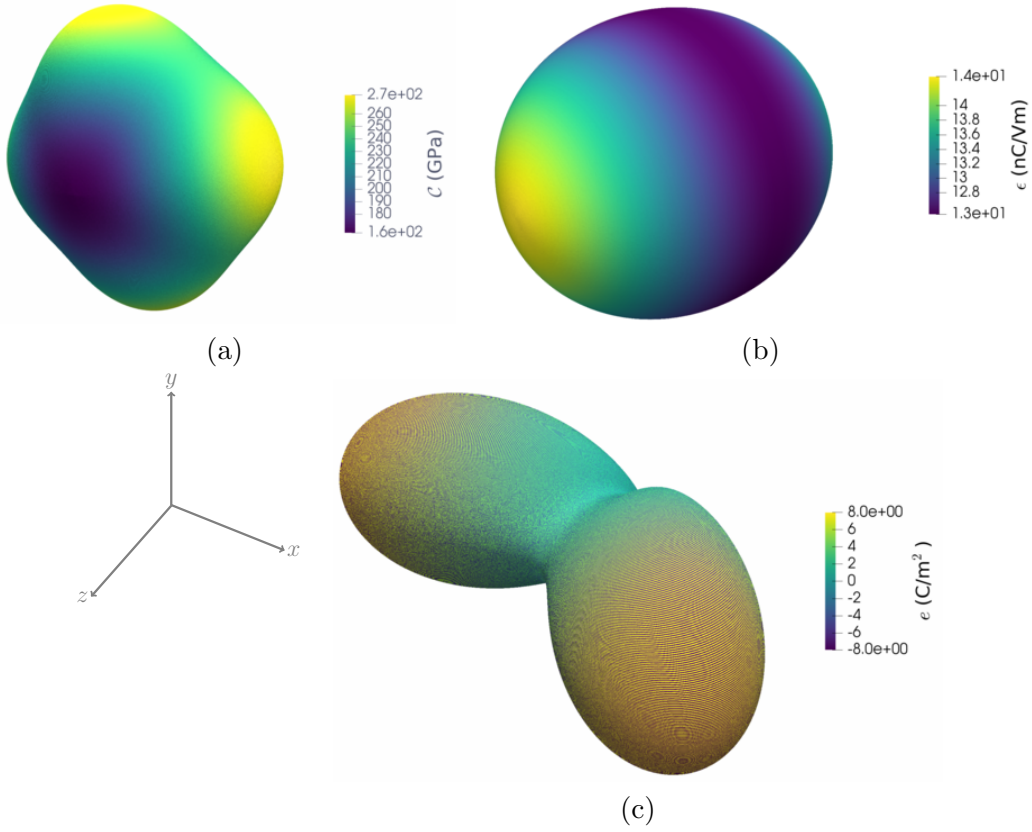 2.7e+02
260
250
240
230
220
210
200
190
180
1.6e+02
C (GPa)
(a)
1.4e+01
14
13.8
13.6
13.4
13.2
13
12.8
1.3e+01
ϵ (nC/Vm)
(b)
y
x
z
8.0e+00
6
4
2
0
-2
-4
-6
-8.0e+00
e (C/m²)
(c)